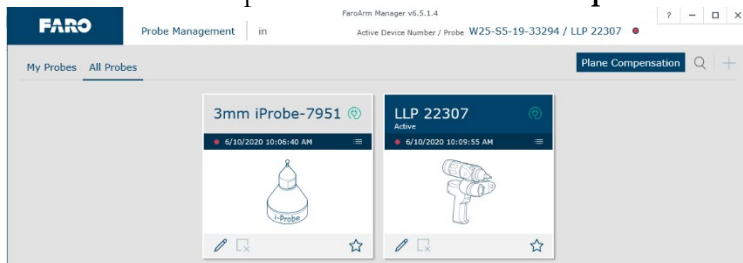 FaroArm Manager v6.5.1.4
?
FARO
Probe Management
in
Active Device Number / Probe W25-S5-19-33294 / LLP 22307
My Probes All Probes
Plane Compensation
3mm iProbe-7951
6/10/2020 10:06:40 AM
i-Probe
LLP 22307
Active
6/10/2020 10:09:55 AM